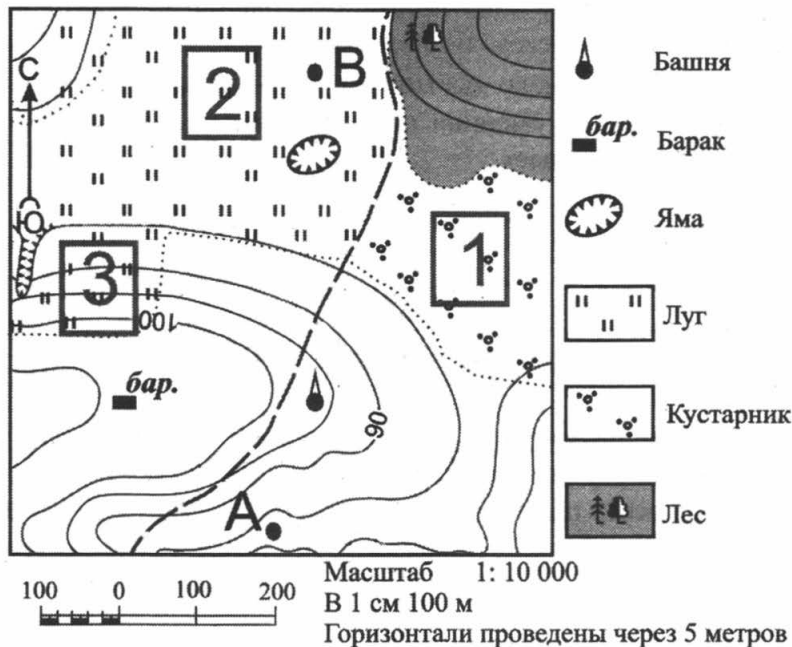 В
С
2
Ю
1
3
100
бар.
90
А
Башня
бар.
Барак
Яма
Луг
Кустарник
Лес
100 0 100 200
Масштаб 1: 10 000
В 1 см 100 м
Горизонтали проведены через 5 метров